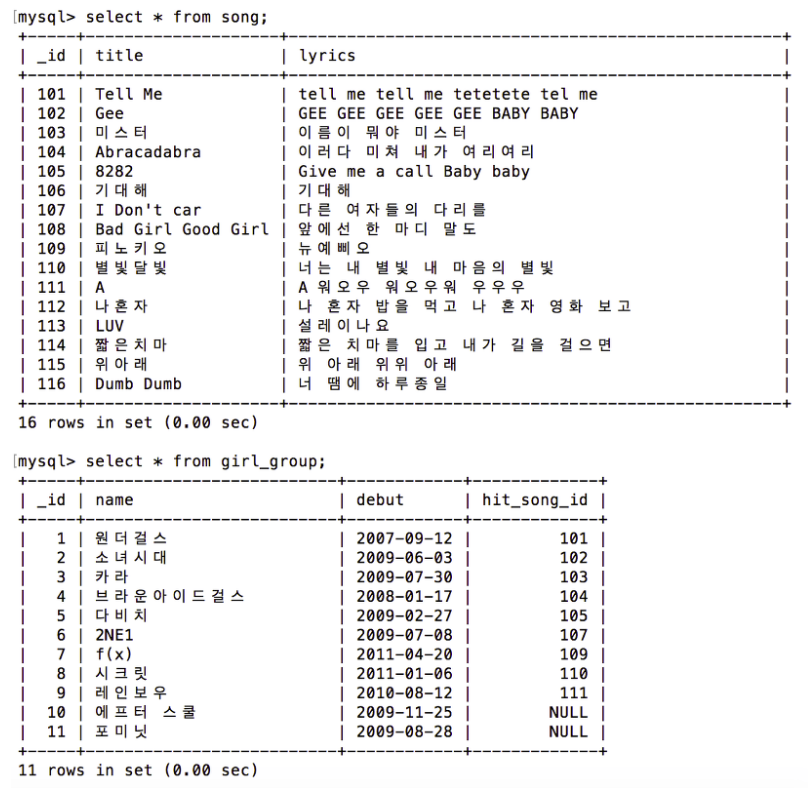 [mysql> select * from song;
+-----+--------------------+---------------------------------------------------+
| _id | title | lyrics |
+-----+--------------------+---------------------------------------------------+
| 101 | Tell Me | tell me tell me tetetete tel me |
| 102 | Gee | GEE GEE GEE GEE GEE BABY BABY |
| 103 | 미스터 | 이름이 뭐야 미스터 |
| 104 | Abracadabra | 이러다 미쳐 내가 여리여리 |
| 105 | 8282 | Give me a call Baby baby |
| 106 | 기대해 | 기대해 |
| 107 | I Don't car | 다른 여자들의 다리를 |
| 108 | Bad Girl Good Girl | 앞에선 한 마디 말도 |
| 109 | 피노키오 | 뉴예삐오 |
| 110 | 별빛달빛 | 너는 내 별빛 내 마음의 별빛 |
| 111 | A | A 워오우 워오우워 우우우 |
| 112 | 나혼자 | 나 혼자 밥을 먹고 나 혼자 영화 보고 |
| 113 | LUV | 설레이나요 |
| 114 | 짧은치마 | 짧은 치마를 입고 내가 길을 걸으면 |
| 115 | 위아래 | 위 아래 위위 아래 |
| 116 | Dumb Dumb | 너 땜에 하루종일 |
+-----+--------------------+---------------------------------------------------+
16 rows in set (0.00 sec)
[mysql> select * from girl_group;
+-----+--------------------------+------------+-------------+
| _id | name | debut | hit_song_id |
+-----+--------------------------+------------+-------------+
| 1 | 원더걸스 | 2007-09-12 | 101 |
| 2 | 소녀시대 | 2009-06-03 | 102 |
| 3 | 카라 | 2009-07-30 | 103 |
| 4 | 브라운아이드걸스 | 2008-01-17 | 104 |
| 5 | 다비치 | 2009-02-27 | 105 |
| 6 | 2NE1 | 2009-07-08 | 107 |
| 7 | f(x) | 2011-04-20 | 109 |
| 8 | 시크릿 | 2011-01-06 | 110 |
| 9 | 레인보우 | 2010-08-12 | 111 |
| 10 | 에프터 스쿨 | 2009-11-25 | NULL |
| 11 | 포미닛 | 2009-08-28 | NULL |
+-----+--------------------------+------------+-------------+
11 rows in set (0.00 sec)